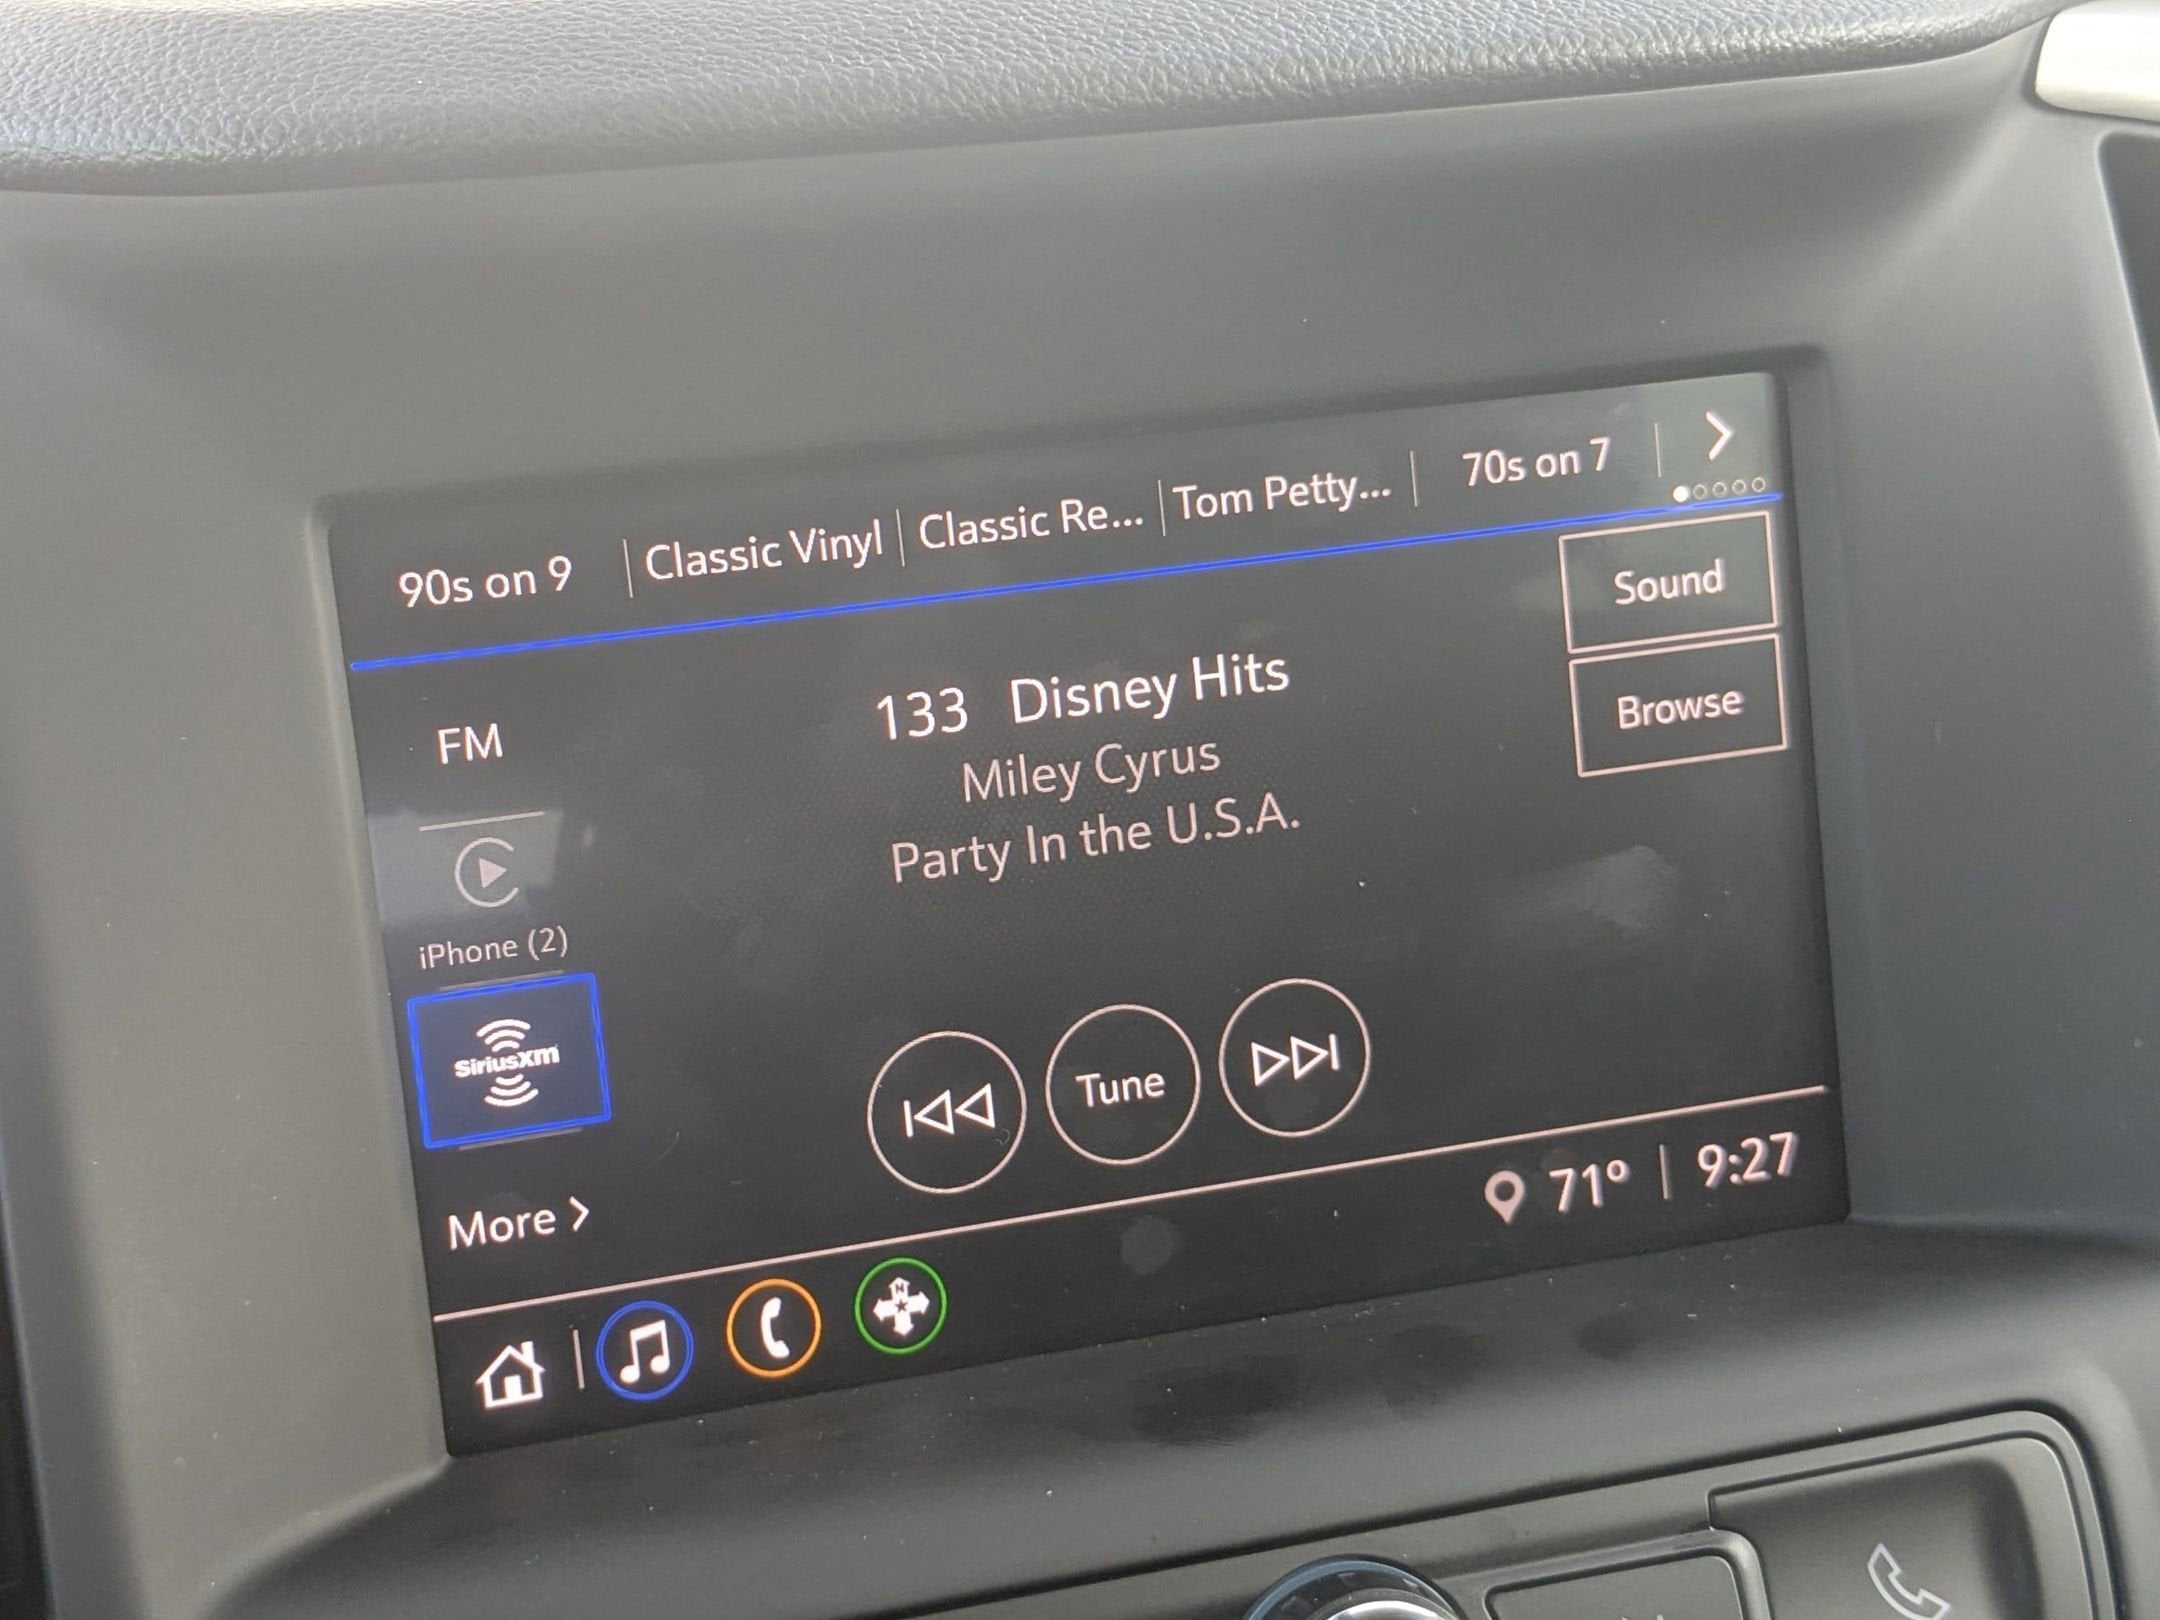 90s on 9
Classic Vinyl
Classic Re...
Tom Petty...
70s on 7
Sound
Browse
FM
iPhone (2)
SiriusXm
More
133 Disney Hits
Miley Cyrus
Party In the U.S.A.
Tune
71° 9:27
N